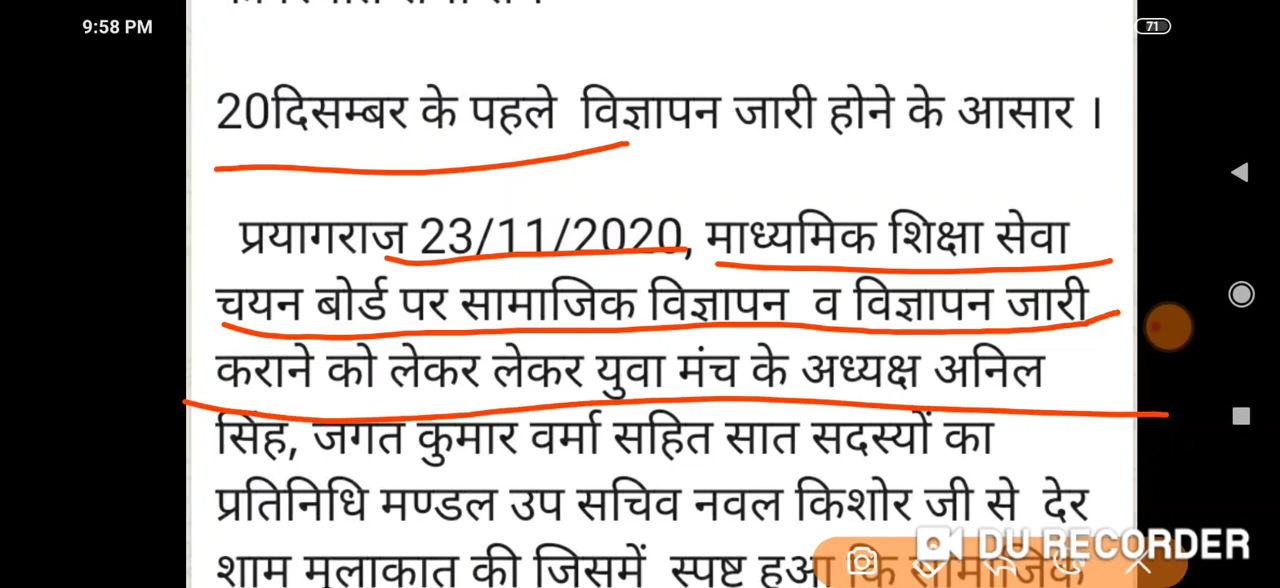 9:58 PM
71
20दिसम्बर के पहले विज्ञापन जारी होने के आसार ।
प्रयागराज 23/11/2020, माध्यमिक शिक्षा सेवा
चयन बोर्ड पर सामाजिक विज्ञापन व विज्ञापन जारी
कराने को लेकर लेकर युवा मंच के अध्यक्ष अनिल
सिंह, जगत कुमार वर्मा सहित सात सदस्यों का
प्रतिनिधि मण्डल उप सचिव नवल किशोर जी से देर
शाम मुलाकात की जिसमें स्पष्ट हुआ कि सामाजिक
DU RECORDER